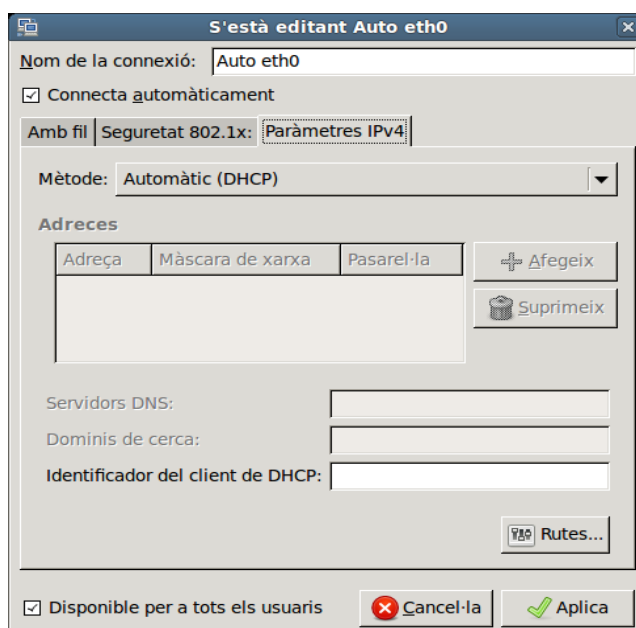 S'està editant Auto eth0
Nom de la connexió: Auto eth0
Connecta automàticament
Amb fil Seguretat 802.1x: Paràmetres IPv4
Mètode: Automàtic (DHCP)
Adreces
Adreça Màscara de xarxa Pasarel·la Afegeix
Suprimeix
Servidors DNS:
Dominis de cerca:
Identificador del client de DHCP:
Rutes...
Disponible per a tots els usuaris Cancel·la Aplica